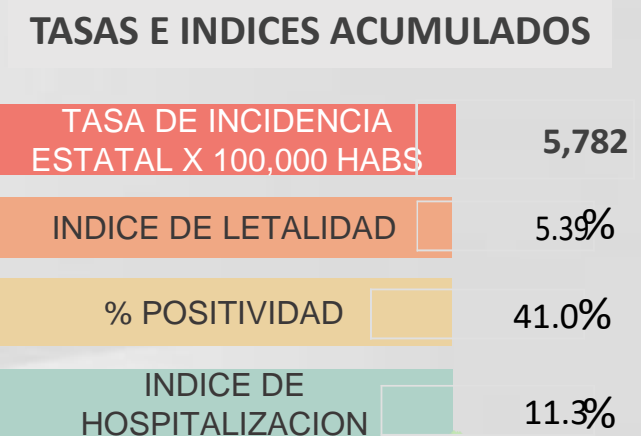 TASAS E INDICES ACUMULADOS
TASA DE INCIDENCIA
ESTATAL X 100,000 HABS
5,782
INDICE DE LETALIDAD
5.39%
% POSITIVIDAD
41.0%
INDICE DE
HOSPITALIZACION
11.3%